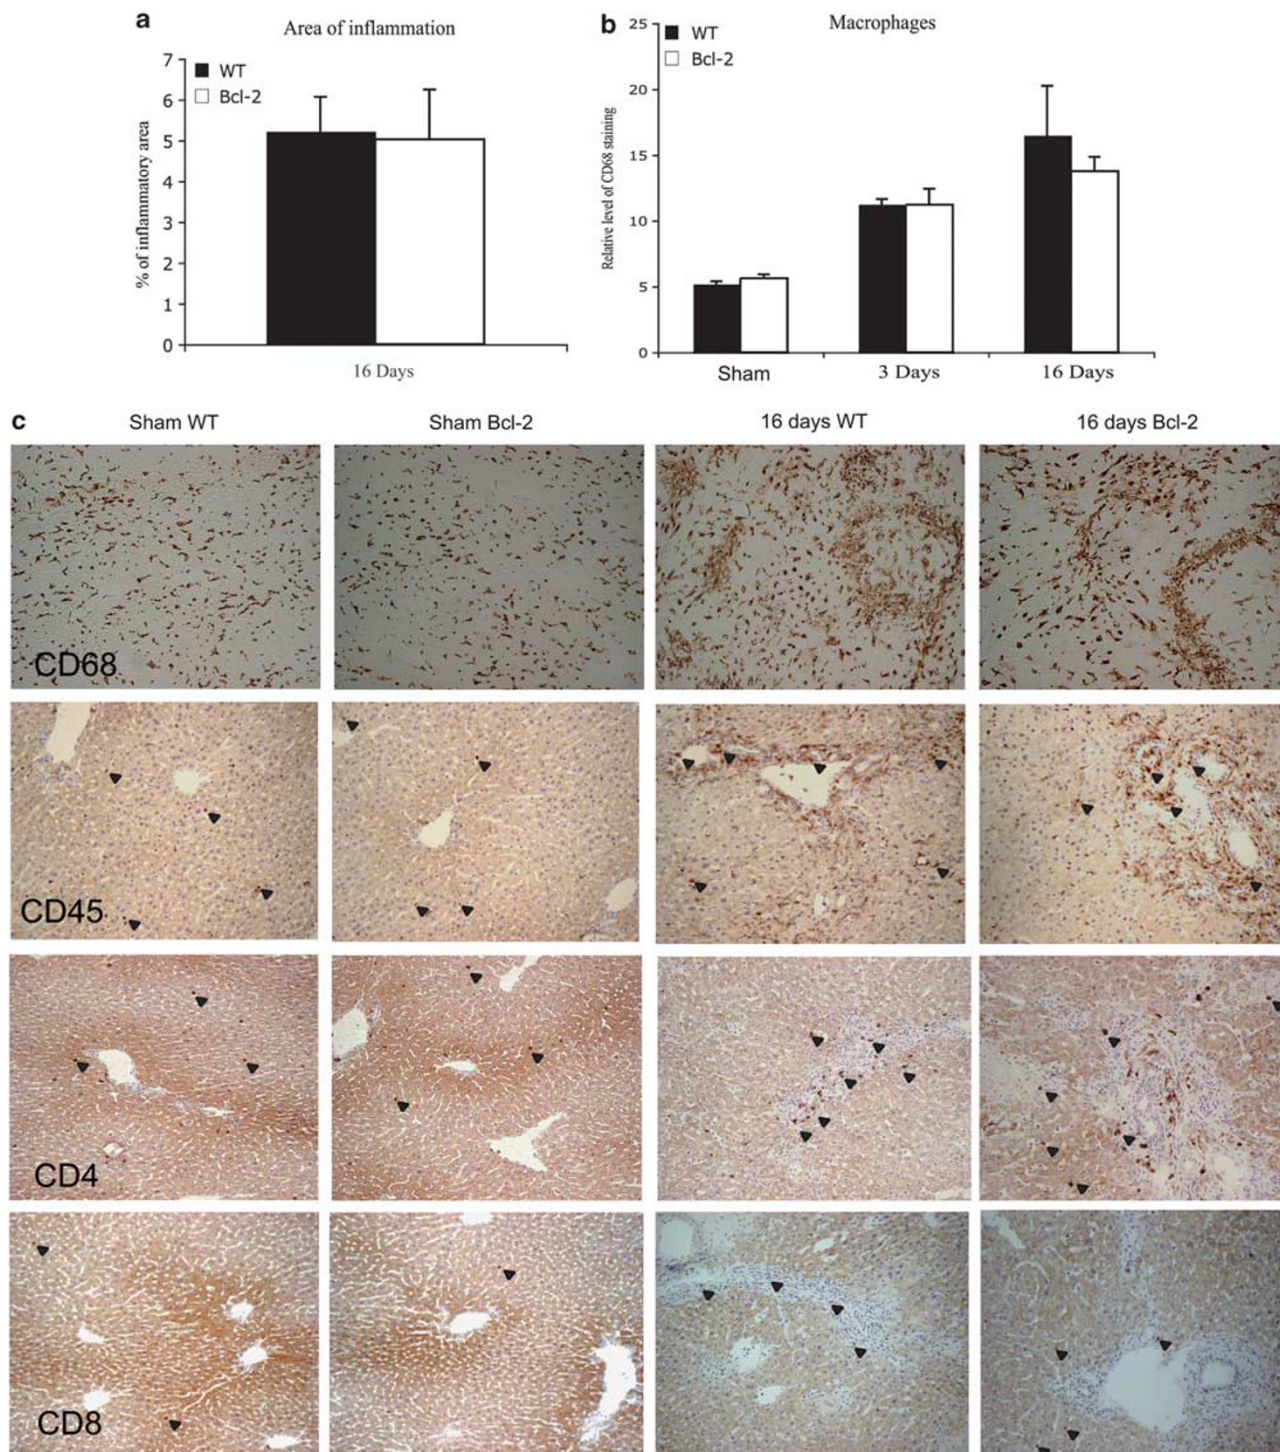 a
Area of inflammation
WT
Bcl-2
% of inflammatory area
7
6
5
4
3
2
1
0
16 Days
b
Macrophages
WT
Bcl-2
Relative level of CD68 staining
25
20
15
10
5
0
Sham
3 Days
16 Days
c
Sham WT
Sham Bcl-2
16 days WT
16 days Bcl-2
CD68
CD45
CD4
CD8